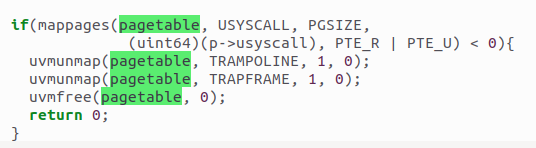 if(mappages(pagetable, USYSCALL, PGSIZE,
(uint64)(p->usyscall), PTE_R | PTE_U) < 0){
uvmunmap(pagetable, TRAMPOLINE, 1, 0);
uvmunmap(pagetable, TRAPFRAME, 1, 0);
uvmfree(pagetable, 0);
return 0;
}